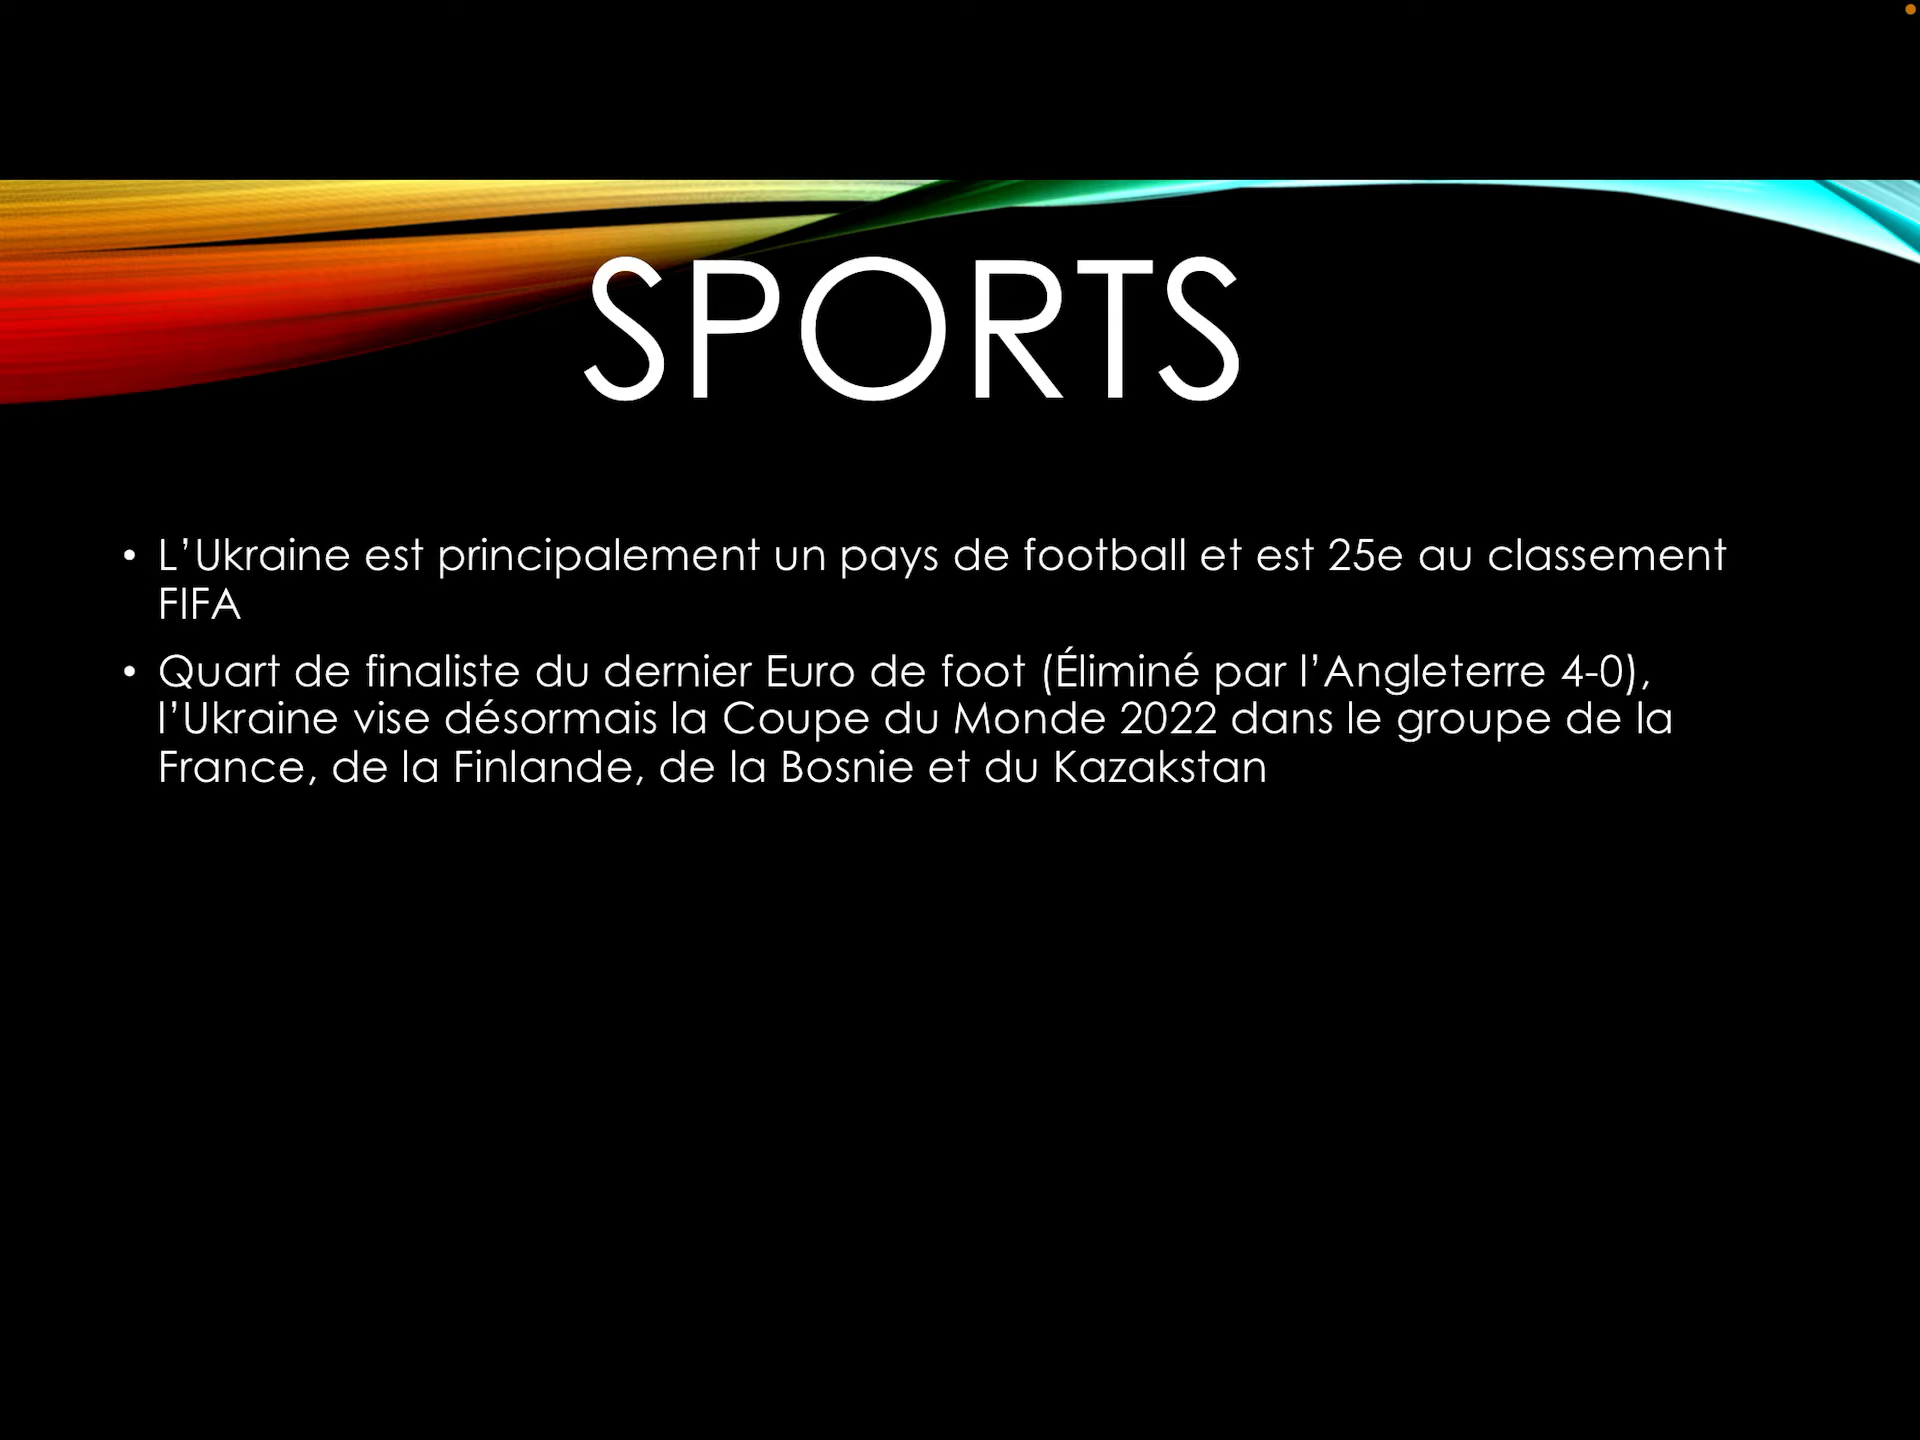 SPORTS
• L’Ukraine est principalement un pays de football et est 25e au classement
FIFA
• Quart de finaliste du dernier Euro de foot (Éliminé par l’Angleterre 4-0),
l’Ukraine vise désormais la Coupe du Monde 2022 dans le groupe de la
France, de la Finlande, de la Bosnie et du Kazakstan